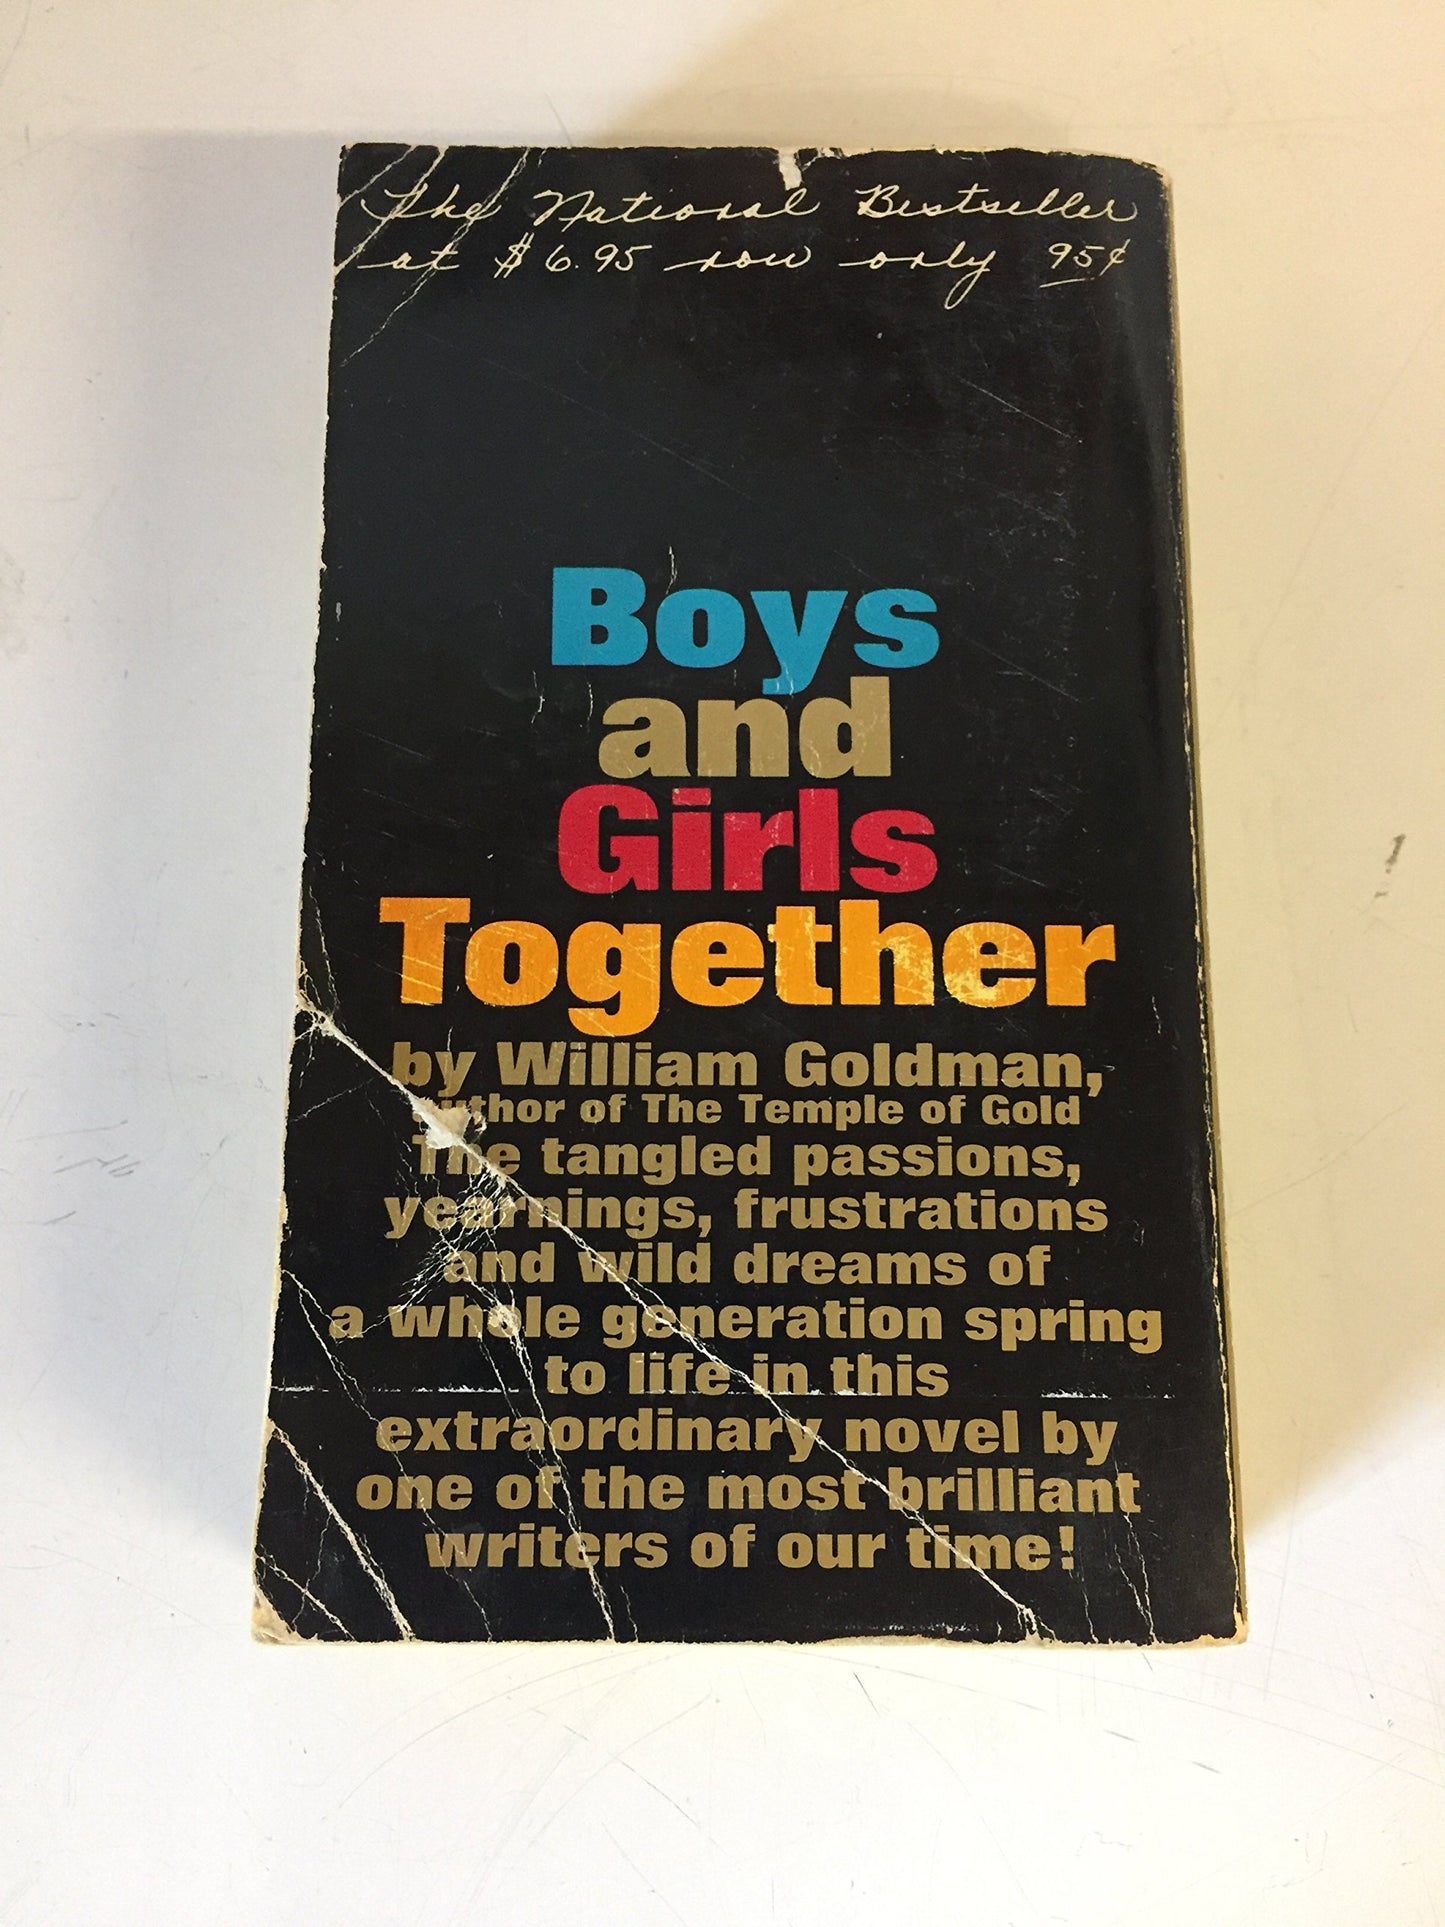 The National Bestseller
at $6.95 now only 95¢
Boys
and
Girls
Together
by William Goldman,
author of The Temple of Gold
The tangled passions,
yearnings, frustrations
and wild dreams of
a whole generation spring
to life in this
extraordinary novel by
one of the most brilliant
writers of our time!